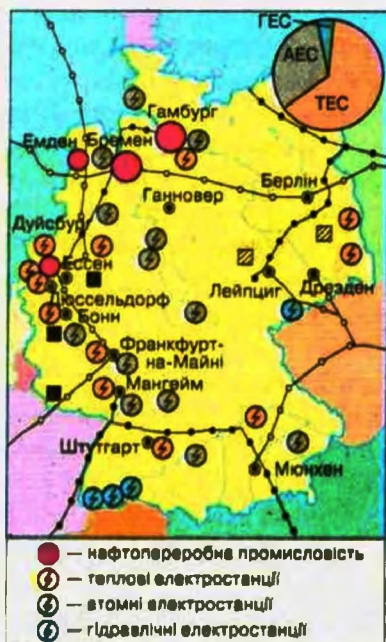 ГЕС
АЕС
ТЕС
Гамбург
Емден
Бремен
Ганновер
Берлін
Дуйсбург
Ессен
Дюссельдорф
Бонн
Лейпциг
Дрезден
Франкфурт-
на-Майні
Мангейм
Штутгарт
Мюнхен
— нафтопереробна промисловість
— теплові електростанції
— атомні електростанції
— гідравлічні електростанції